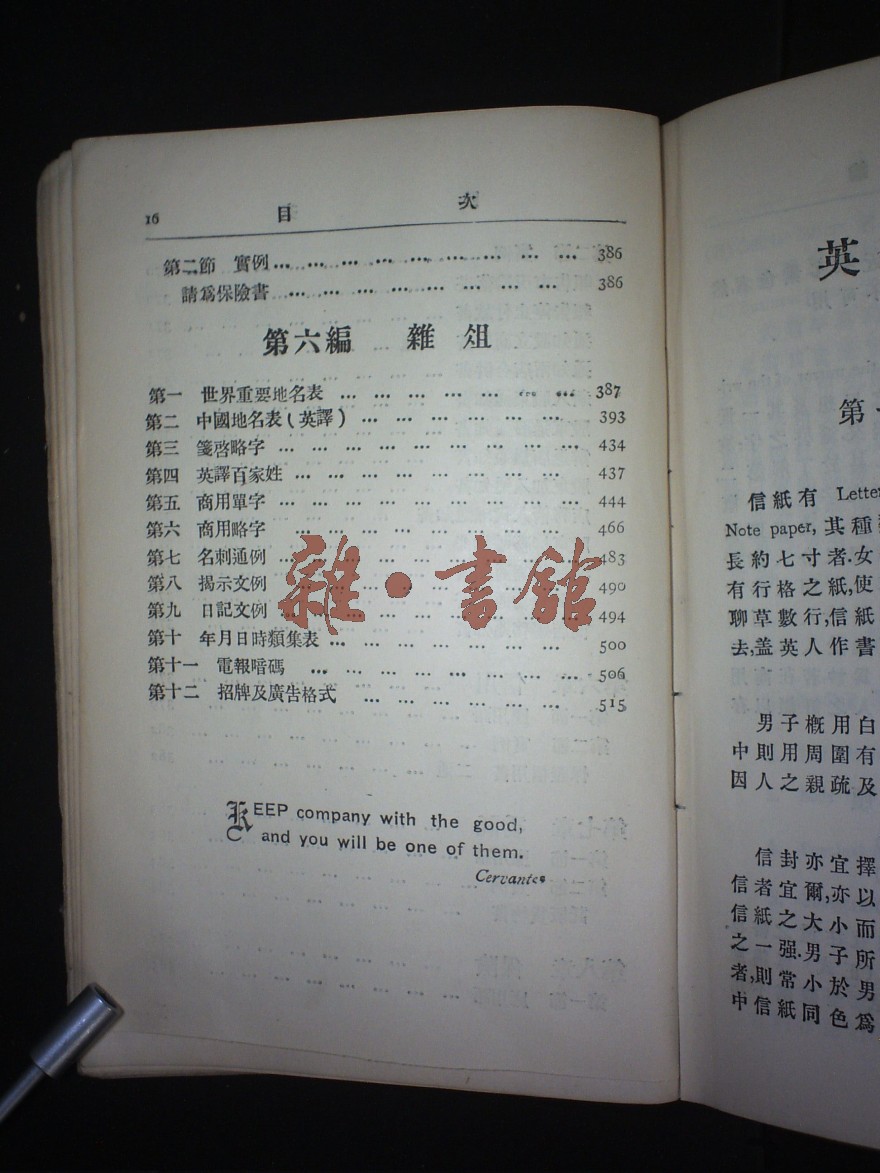 16 目 次
第二節 實例 ... ... ... ... ... ... ... ... ... 386
請爲保險書 ... ... ... ... ... ... ... ... 386
第六編 雜俎
第一 世界重要地名表 ... ... ... ... ... ... ... 387
第二 中國地名表(英譯) ... ... ... ... ... ... 393
第三 箋啓略字 ... ... ... ... ... ... ... ... 434
第四 英譯百家姓 ... ... ... ... ... ... ... ... 437
第五 商用單字 ... ... ... ... ... ... ... ... 444
第六 商用略字 ... ... ... ... ... ... ... ... 466
第七 名刺通例 ... ... ... ... ... ... ... ... 483
第八 揭示文例 ... ... ... ... ... ... ... ... 490
第九 日記文例 ... ... ... ... ... ... ... ... 494
第十 年月日時類集表 ... ... ... ... ... ... ... 500
第十一 電報暗碼 ... ... ... ... ... ... ... 506
第十二 招牌及廣告格式 ... ... ... ... ... ... 515
雜·書館
KEEP company with the good,
and you will be one of them.
Cervantes
英
第
信紙有 Letter
Note paper, 其種
長約七寸者.女
有行格之紙,使
聊草數行,信紙
去,盖英人作書
男子槪用白
中則用周圍有
因人之親疏及
信封亦宜擇
信者宜爾,亦以
信紙之大小而
之一强.男子所
者,則常小於男
中信紙同色爲